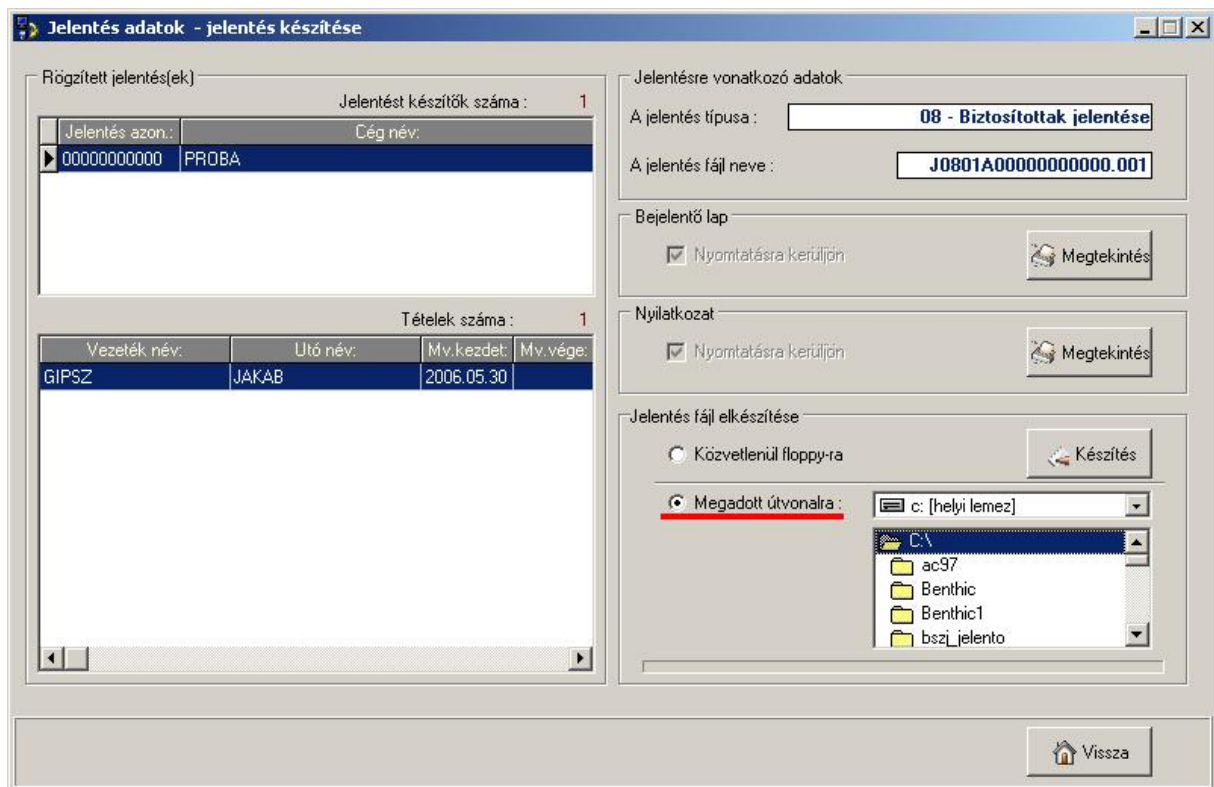 Jelentés adatok - jelentés készítése
Rögzített jelentés(ek)
Jelentést készítők száma : 1
Jelentés azon.: Cég név:
00000000000 PROBA
Tételek száma : 1
Vezeték név: Utó név: Mv.kezdet: Mv.vége:
GIPSZ JAKAB 2006.05.30
Jelentésre vonatkozó adatok
A jelentés típusa : 08 - Biztosítottak jelentése
A jelentés fájl neve : J0801A00000000000.001
Bejelentő lap
Nyomtatásra kerüljön Megtekintés
Nyilatkozat
Nyomtatásra kerüljön Megtekintés
Jelentés fájl elkészítése
Közvetlenül floppy-ra Készítés
Megadott útvonalra : c: [helyi lemez]
C:\
ac97
Benthic
Benthic1
bszj_jelento
Vissza